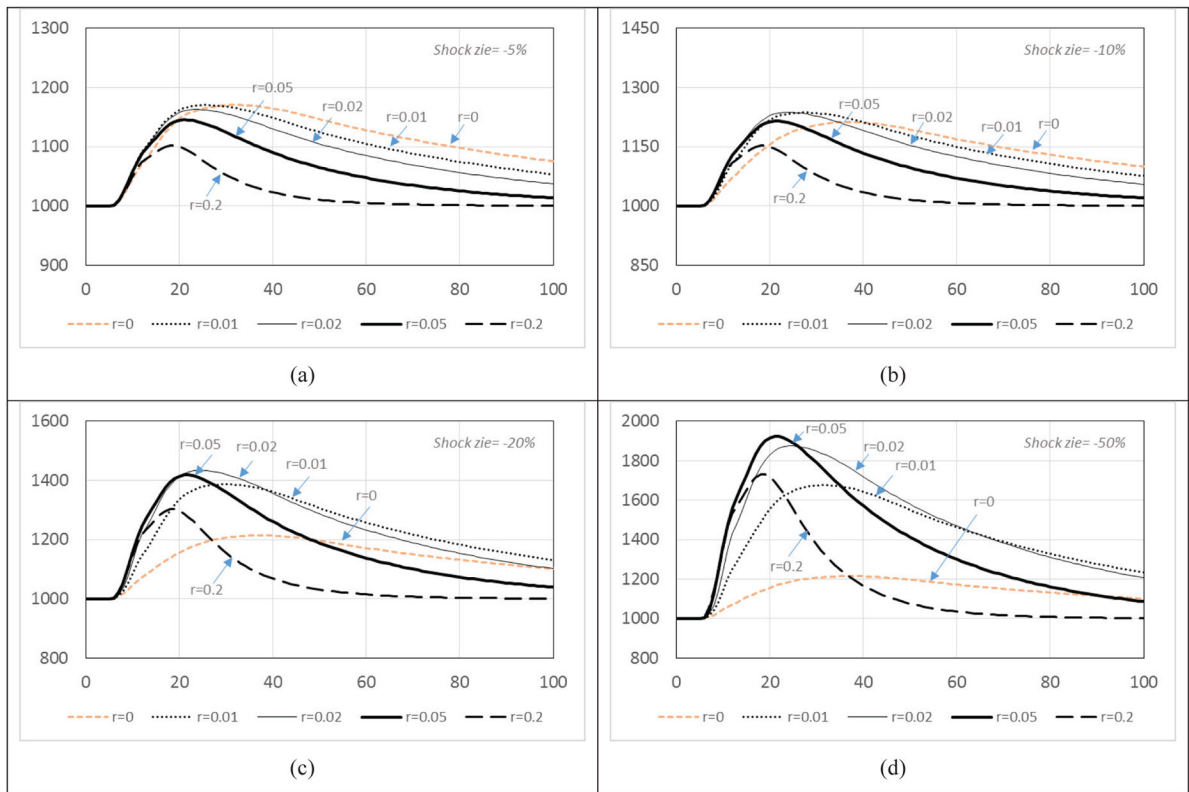 1300
Shock zie= -5%
1200
r=0.05
r=0.02
r=0.01
r=0
1100
1000
r=0.2
900
0 20 40 60 80 100
r=0 r=0.01 r=0.02 r=0.05 r=0.2
(a)
1450
Shock zie= -10%
1350
r=0.05
1250
r=0.02
r=0.01
r=0
1150
1050
r=0.2
950
850
0 20 40 60 80 100
r=0 r=0.01 r=0.02 r=0.05 r=0.2
(b)
1600
Shock zie= -20%
r=0.05
r=0.02
r=0.01
1400
r=0
1200
r=0.2
1000
800
0 20 40 60 80 100
r=0 r=0.01 r=0.02 r=0.05 r=0.2
(c)
2000
Shock zie= -50%
r=0.05
r=0.02
1800
r=0.01
1600
r=0
1400
r=0.2
1200
1000
800
0 20 40 60 80 100
r=0 r=0.01 r=0.02 r=0.05 r=0.2
(d)